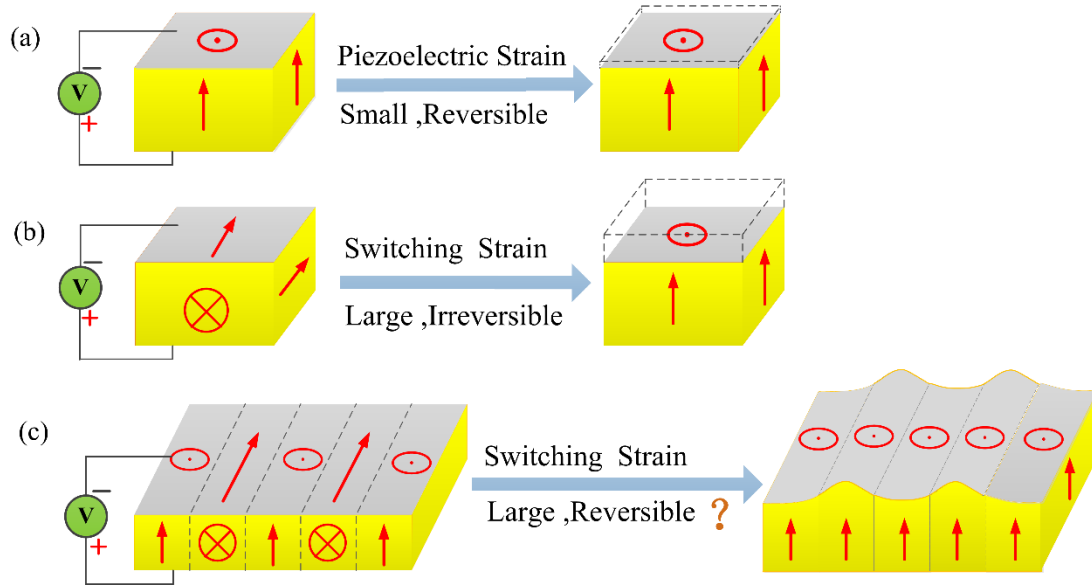 (a)
−
V
+
Piezoelectric Strain
Small ,Reversible
(b)
−
V
+
Switching Strain
Large ,Irreversible
(c)
−
V
+
Switching Strain
Large ,Reversible ?